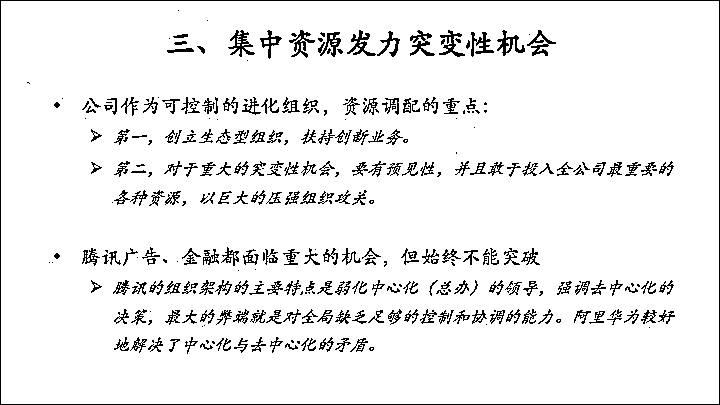 三、集中资源发力突变性机会
• 公司作为可控制的进化组织，资源调配的重点：
➢ 第一，创立生态型组织，扶持创新业务。
➢ 第二，对于重大的突变性机会，要有预见性，并且敢于投入全公司最重要的
各种资源，以巨大的压强组织攻关。
• 腾讯广告、金融都面临重大的机会，但始终不能突破
➢ 腾讯的组织架构的主要特点是弱化中心化（总办）的领导，强调去中心化的
决策，最大的弊端就是对全局缺乏足够的控制和协调的能力。阿里华为较好
地解决了中心化与去中心化的矛盾。